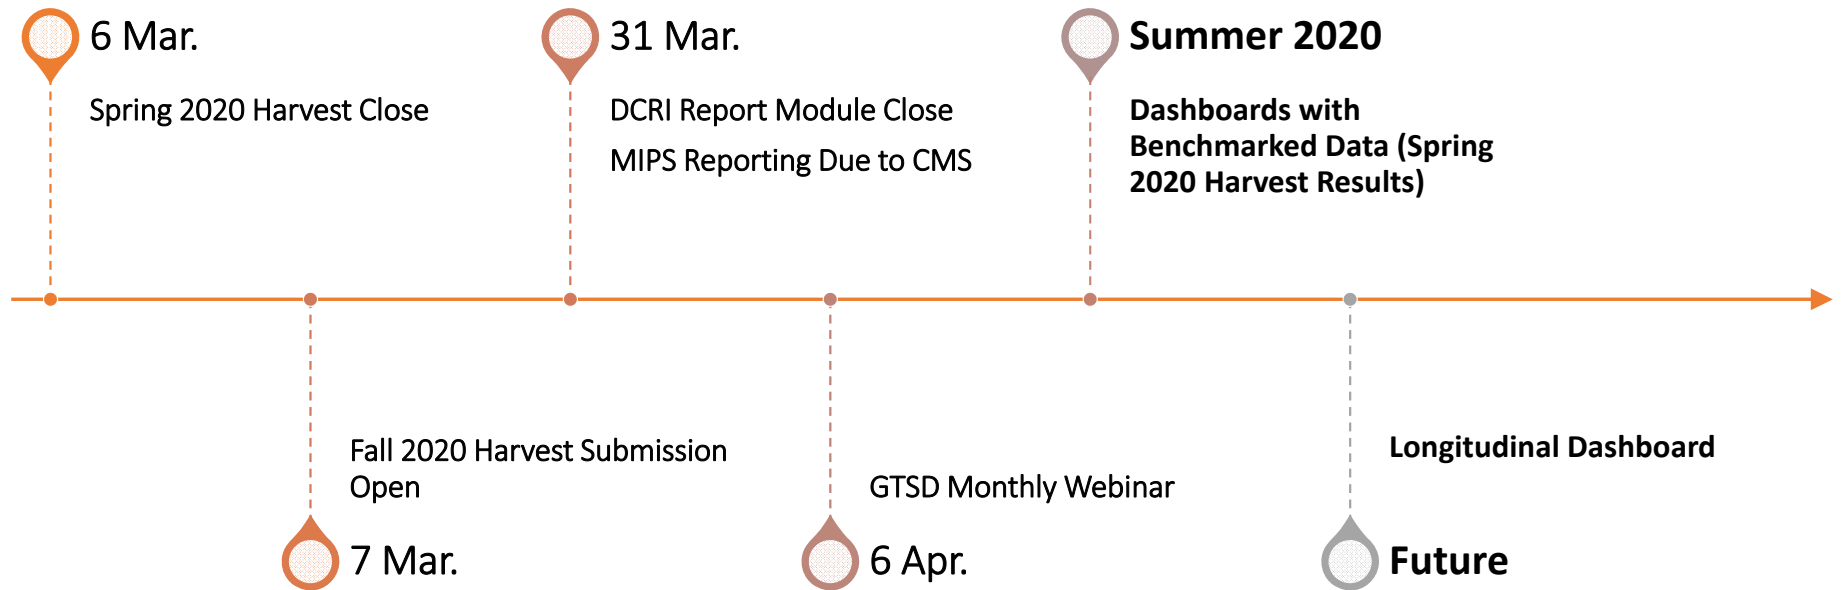 6 Mar.
Spring 2020 Harvest Close
31 Mar.
DCRI Report Module Close
MIPS Reporting Due to CMS
Summer 2020
Dashboards with
Benchmarked Data (Spring
2020 Harvest Results)
Fall 2020 Harvest Submission
Open
7 Mar.
GTSD Monthly Webinar
6 Apr.
Longitudinal Dashboard
Future